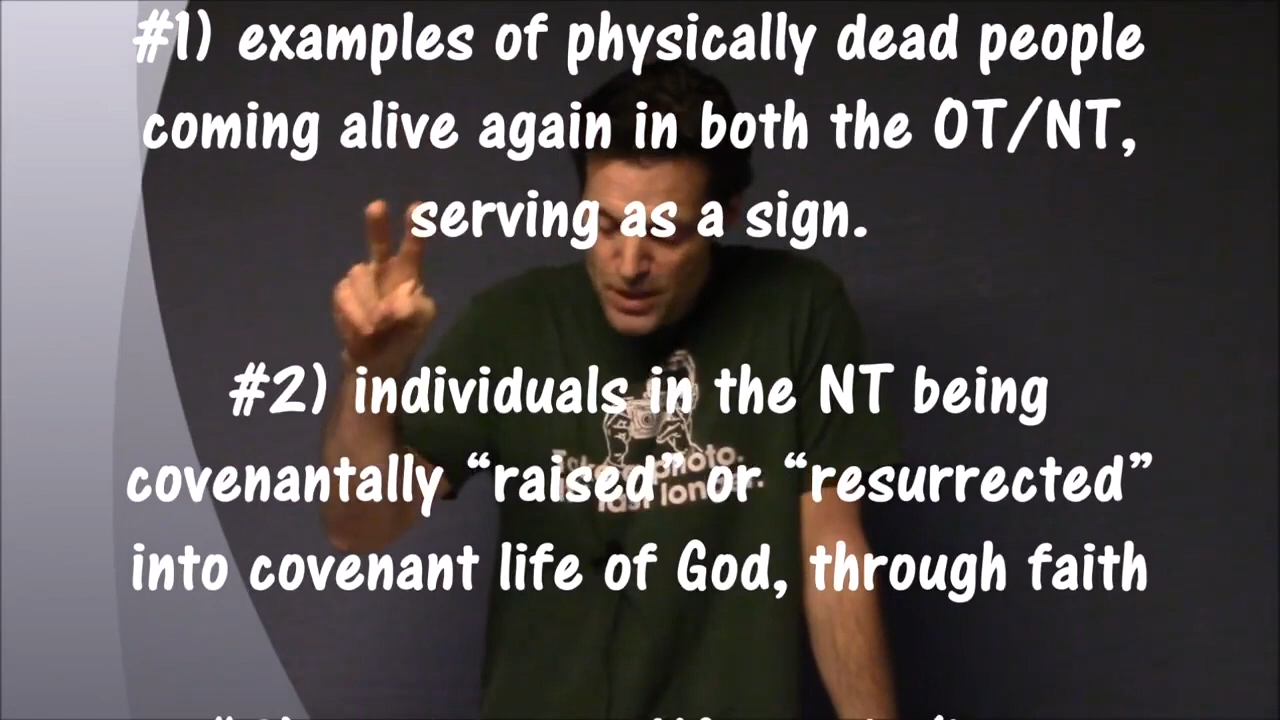 #1) examples of physically dead people
coming alive again in both the OT/NT,
serving as a sign.
#2) individuals in the NT being
covenantally “raised” or “resurrected”
into covenant life of God, through faith
photo.